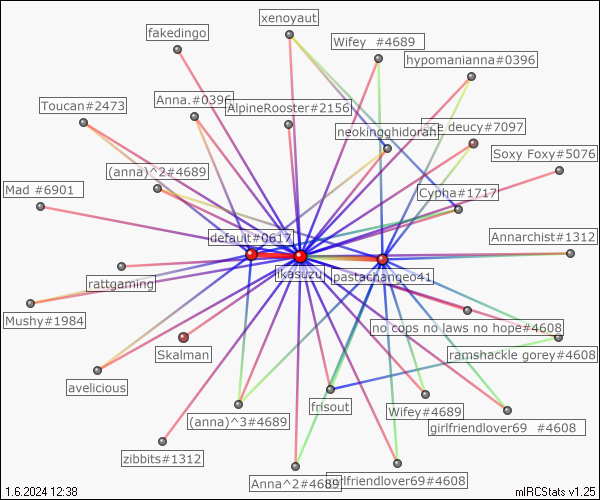 xenoyaut
fakedingo
Wifey #4689
hypomanianna#0396
Toucan#2473
Anna.#0396
AlpineRooster#2156
neokingghidorah
e deucy#7097
Soxy Foxy#5076
(anna)^2#4689
Mad #6901
Cypha#1717
default#0617
Annarchist#1312
rattgaming
ikasuzu
pastachangeo41
Mushy#1984
no cops no laws no hope#4608
Skalman
ramshackle gorey#4608
avelicious
(anna)^3#4689
frisout
Wifey#4689
girlfriendlover69 #4608
zibbits#1312
Anna^2#4689
girlfriendlover69#4608
1.6.2024 12:38
mIRCStats v1.25